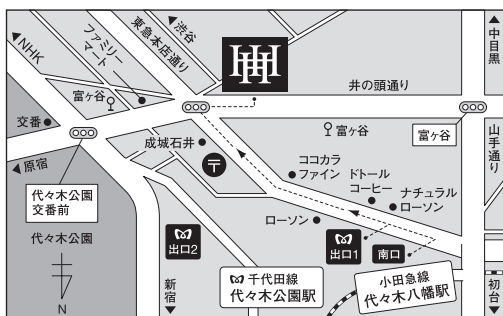 ▲NHK
ファミリー
マート
東急本店通り
▲渋谷
HH
▲中目黒
井の頭通り
富ヶ谷
交番
成城石井
〒
富ヶ谷
富ヶ谷
山手通り
▲原宿
代々木公園
交番前
ココカラ
ファイン
ドトール
コーヒー
ナチュラル
ローソン
ローソン
代々木公園
出口2
出口1
南口
新宿▼
千代田線
代々木公園駅
小田急線
代々木八幡駅
初台▼
N